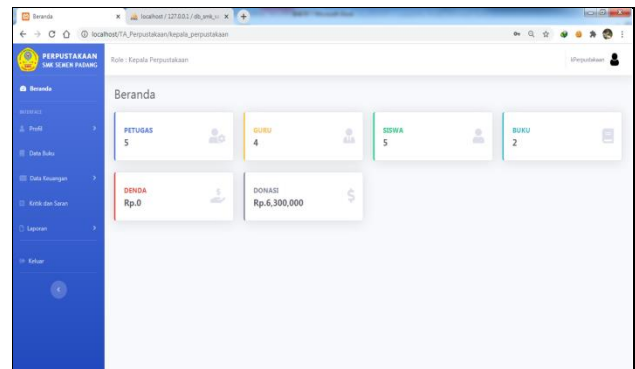 Beranda
localhost / 127.0.0.1 / db_smk_s
localhost/TA_Perpustakaan/kepala_perpustakaan
PERPUSTAKAAN
SMK SEMEN PADANG
Role : Kepala Perpustakaan
Beranda
INTERFACE
Profil
Data Buku
Data Keuangan
Kritik dan Saran
Laporan
Keluar
Beranda
PETUGAS
5
GURU
4
SISWA
5
BUKU
2
DENDA
Rp.0
DONASI
Rp.6,300,000